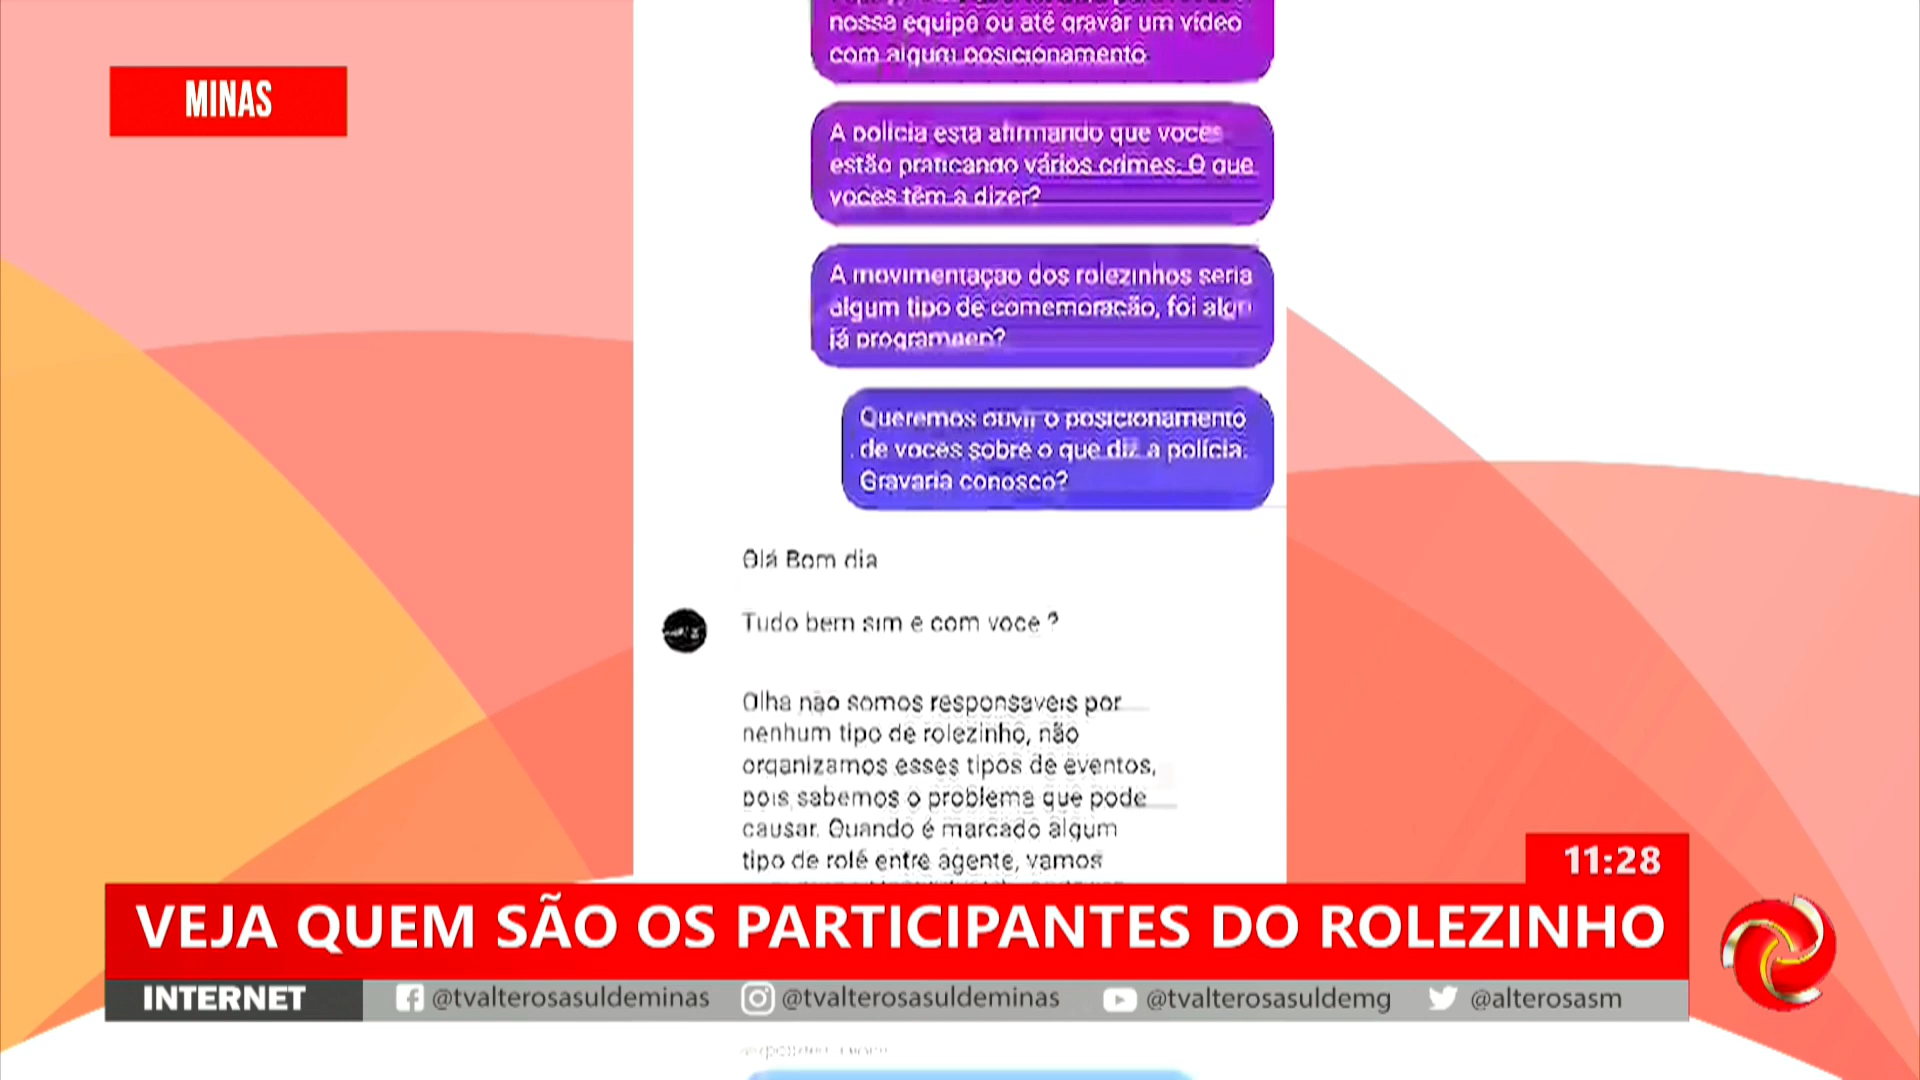 nossa equipe ou até gravar um vídeo
com algum posicionamento
MINAS
A polícia está afirmando que vocês
estão praticando vários crimes. O que
vocês têm a dizer?
A movimentação dos rolezinhos seria
algum tipo de comemoração, foi algo
já
Queremos ouvir o posicionamento
de vocês sobre o que diz a polícia.
Gravaria conosco?
Olá Bom dia
Tudo bem sim e com voce ?
Olha não somos responsaveis por
nenhum tipo de rolezinho, não
organizamos esses tipos de eventos,
pois sabemos o problema que pode
causar. Quando é marcado algum
tipo de rolé entre agente, vamos
11:28
VEJA QUEM SÃO OS PARTICIPANTES DO ROLEZINHO
INTERNET @tvalterosasuldeminas @tvalterosasuldeminas @tvalterosasuldemg @alterosasm